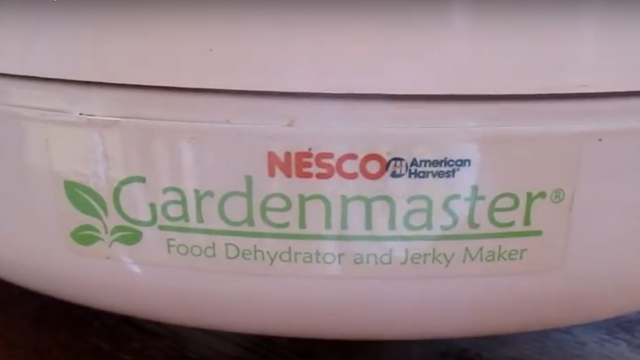 NESCO American
Harvest
Gardenmaster®
Food Dehydrator and Jerky Maker